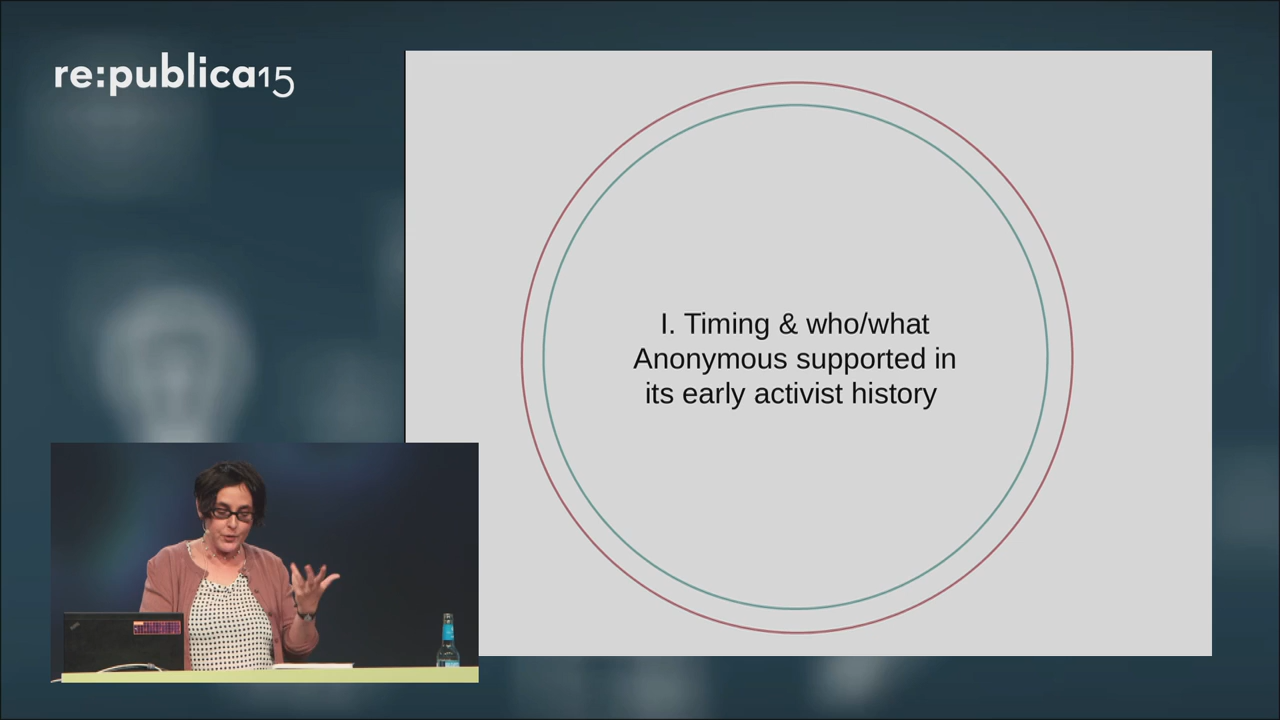 re:publica15
I. Timing & who/what
Anonymous supported in
its early activist history